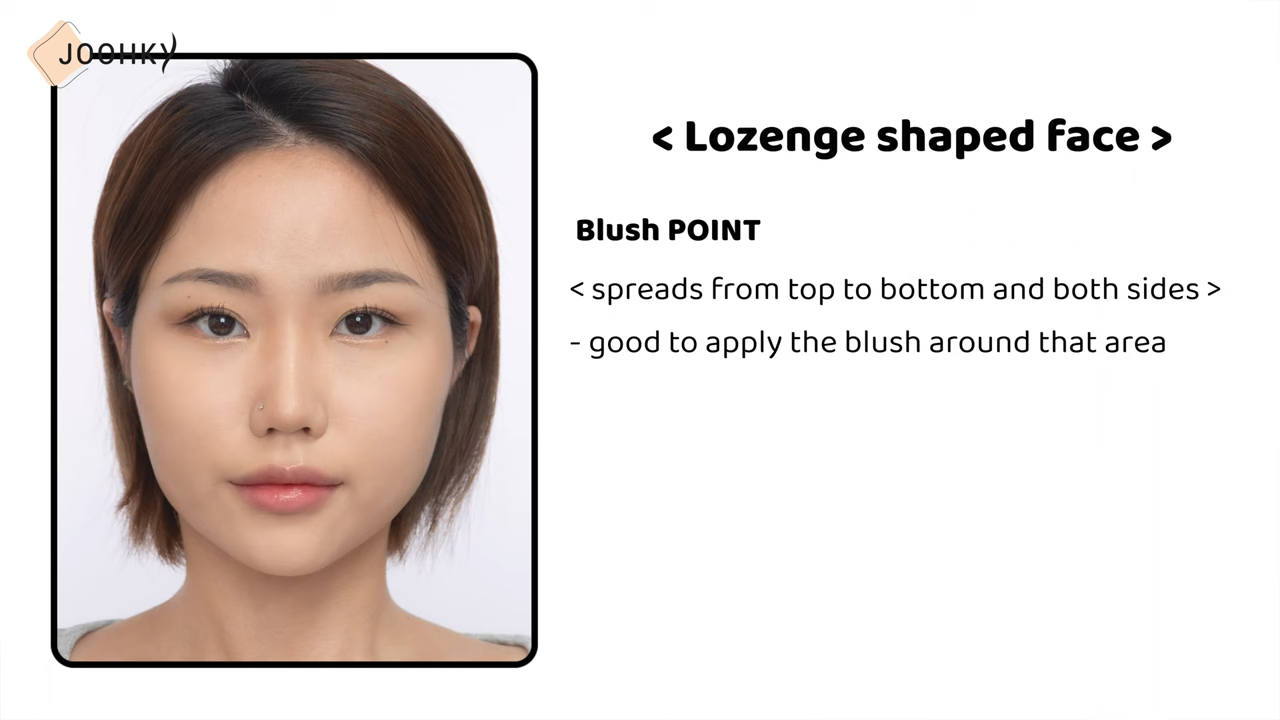 JOOHKY
< Lozenge shaped face >
Blush POINT
< spreads from top to bottom and both sides >
- good to apply the blush around that area